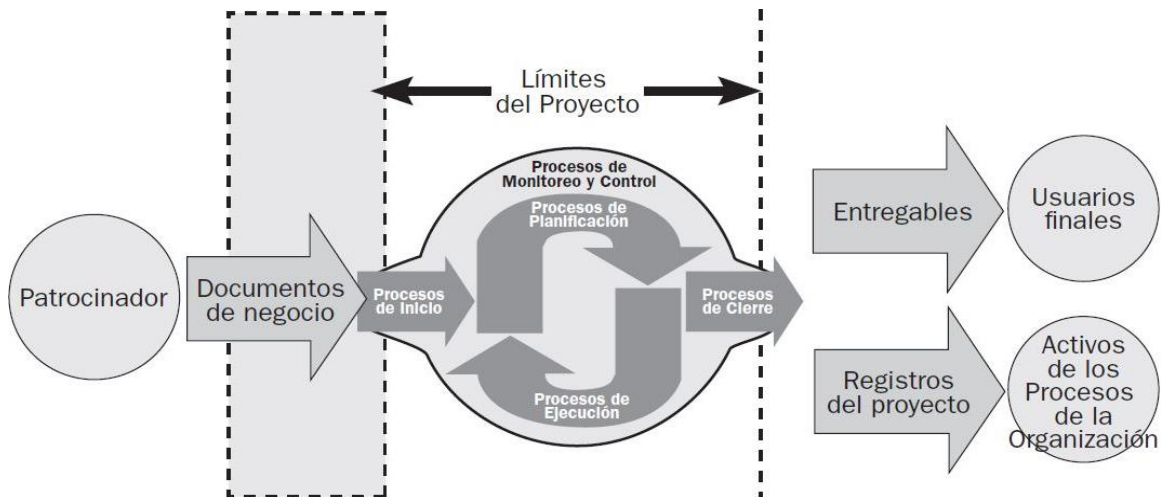 Límites
del Proyecto
Patrocinador
Documentos
de negocio
Procesos
de Inicio
Procesos de
Monitoreo y Control
Procesos de
Planificación
Procesos de
Ejecución
Procesos
de Cierre
Entregables
Usuarios
finales
Registros
del proyecto
Activos
de los
Procesos
de la
Organización